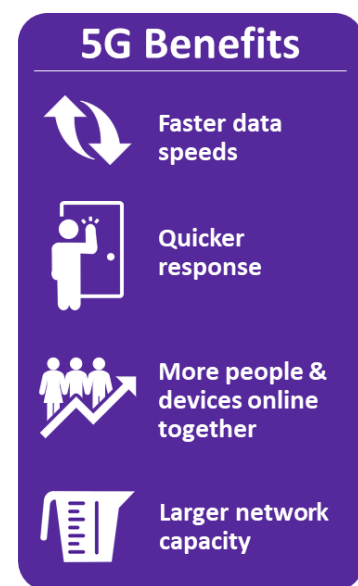 5G Benefits
Faster data
speeds
Quicker
response
More people &
devices online
together
Larger network
capacity